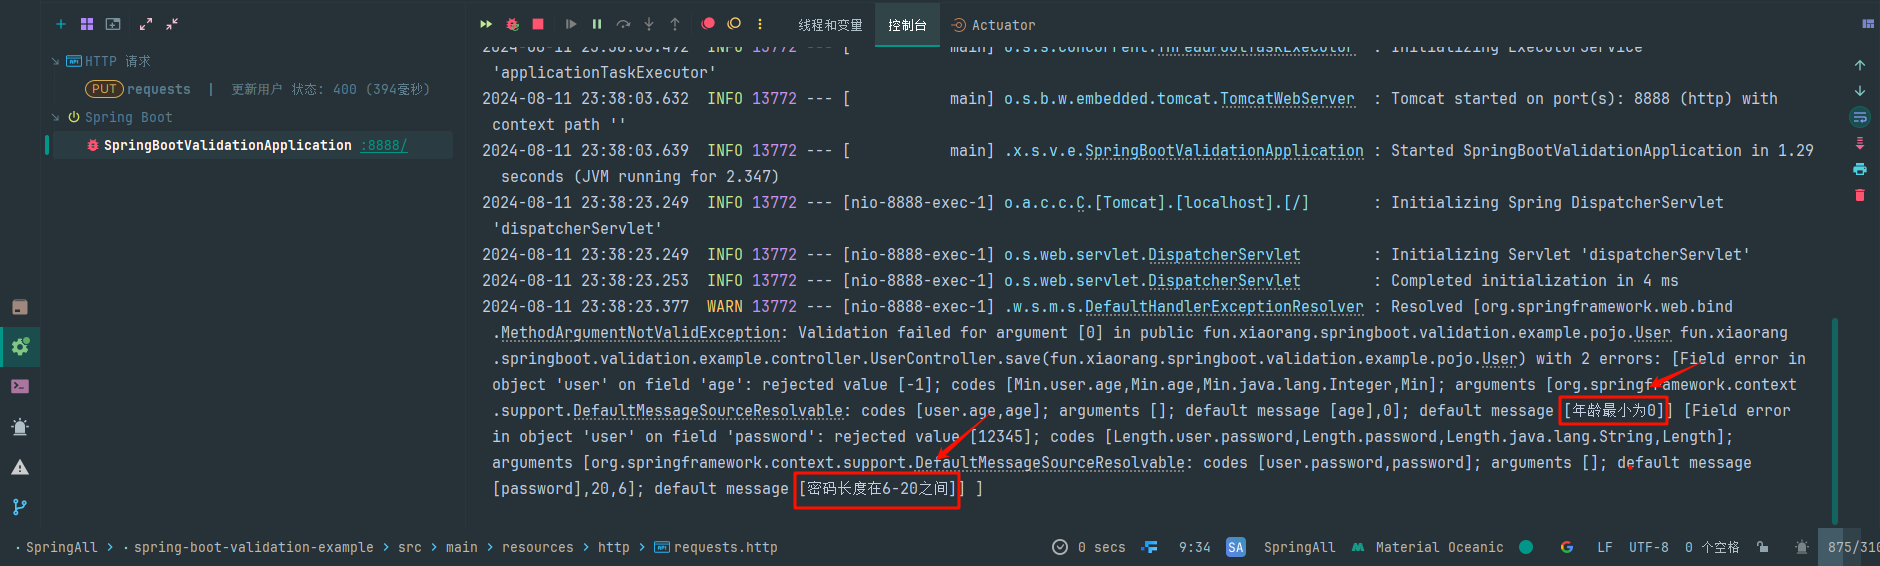 线程和变量 控制台 Actuator
HTTP 请求
PUT requests | 更新用户 状态: 400 (394毫秒)
Spring Boot
SpringBootValidationApplication :8888/
2024-08-11 23:38:03.492 INFO 13772 --- [ main] o.s.s.concurrent.ThreadPoolTaskExecutor : Initializing ExecutorService
'applicationTaskExecutor'
2024-08-11 23:38:03.632 INFO 13772 --- [ main] o.s.b.w.embedded.tomcat.TomcatWebServer : Tomcat started on port(s): 8888 (http) with
context path ''
2024-08-11 23:38:03.639 INFO 13772 --- [ main] .x.s.v.e.SpringBootValidationApplication : Started SpringBootValidationApplication in 1.29
seconds (JVM running for 2.347)
2024-08-11 23:38:23.249 INFO 13772 --- [nio-8888-exec-1] o.a.c.c.C.[Tomcat].[localhost].[/] : Initializing Spring DispatcherServlet
'dispatcherServlet'
2024-08-11 23:38:23.249 INFO 13772 --- [nio-8888-exec-1] o.s.web.servlet.DispatcherServlet : Initializing Servlet 'dispatcherServlet'
2024-08-11 23:38:23.253 INFO 13772 --- [nio-8888-exec-1] o.s.web.servlet.DispatcherServlet : Completed initialization in 4 ms
2024-08-11 23:38:23.377 WARN 13772 --- [nio-8888-exec-1] .w.s.m.s.DefaultHandlerExceptionResolver : Resolved [org.springframework.web.bind
.MethodArgumentNotValidException: Validation failed for argument [0] in public fun.xiaorang.springboot.validation.example.pojo.User fun.xiaorang
.springboot.validation.example.controller.UserController.save(fun.xiaorang.springboot.validation.example.pojo.User) with 2 errors: [Field error in
object 'user' on field 'age': rejected value [-1]; codes [Min.user.age,Min.age,Min.java.lang.Integer,Min]; arguments [org.springframework.context
.support.DefaultMessageSourceResolvable: codes [user.age,age]; arguments []; default message [age],0]; default message [年龄最小为0]] [Field error
in object 'user' on field 'password': rejected value [12345]; codes [Length.user.password,Length.password,Length.java.lang.String,Length];
arguments [org.springframework.context.support.DefaultMessageSourceResolvable: codes [user.password,password]; arguments []; default message
[password],20,6]; default message [密码长度在6-20之间]] ]
SpringAll > spring-boot-validation-example > src > main > resources > http > requests.http
0 secs 9:34 SA SpringAll Material Oceanic LF UTF-8 0 个空格 875/310